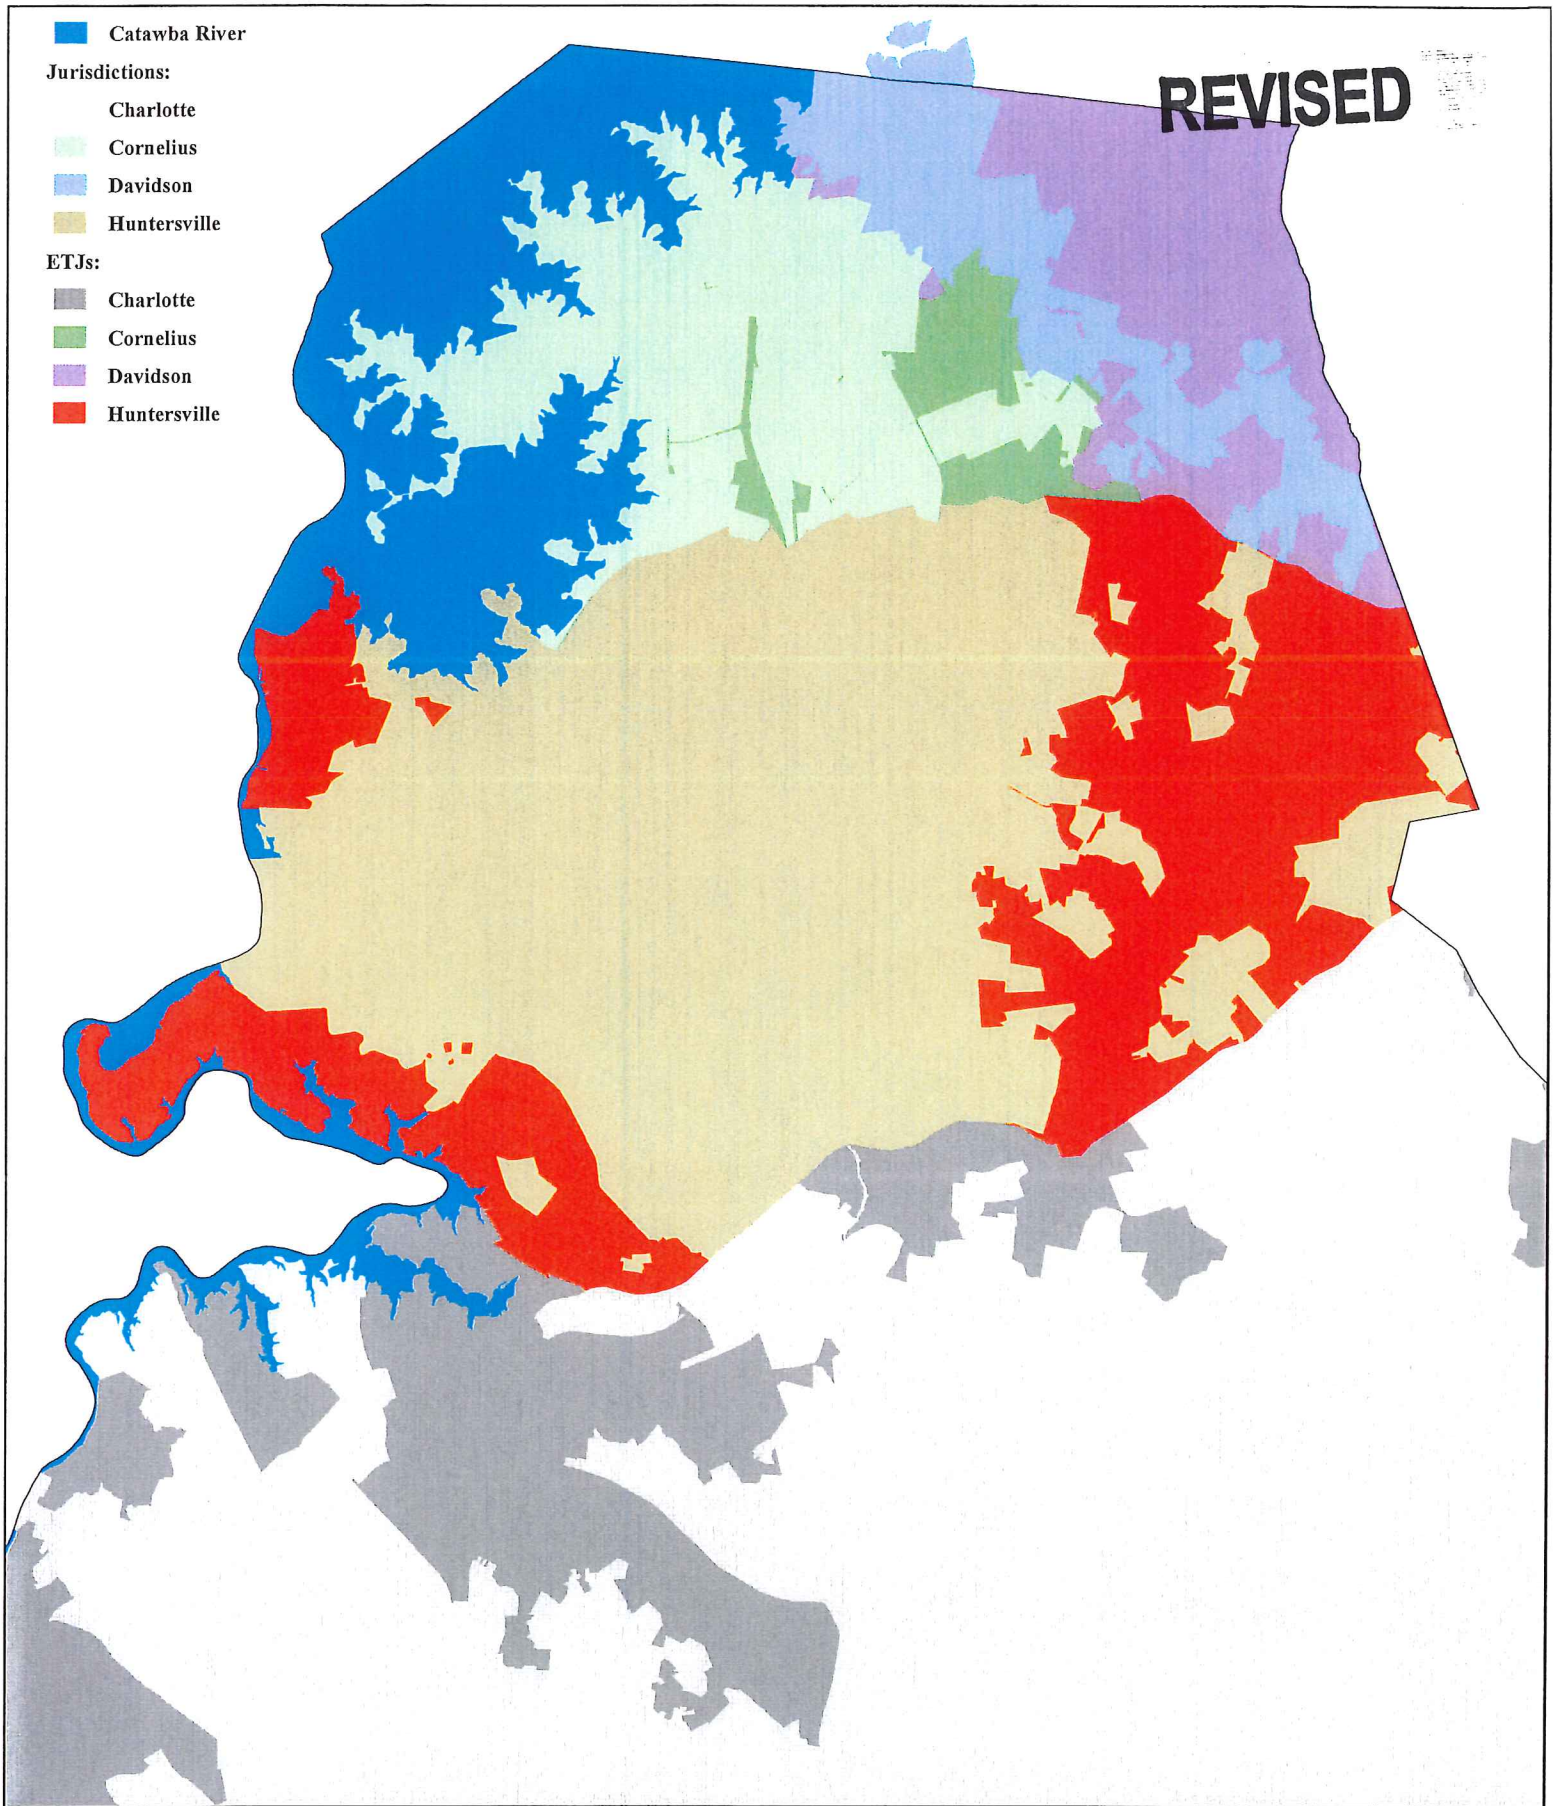 Catawba River
Jurisdictions:
Charlotte
Cornelius
Davidson
Huntersville
ETJs:
Charlotte
Cornelius
Davidson
Huntersville
REVISED